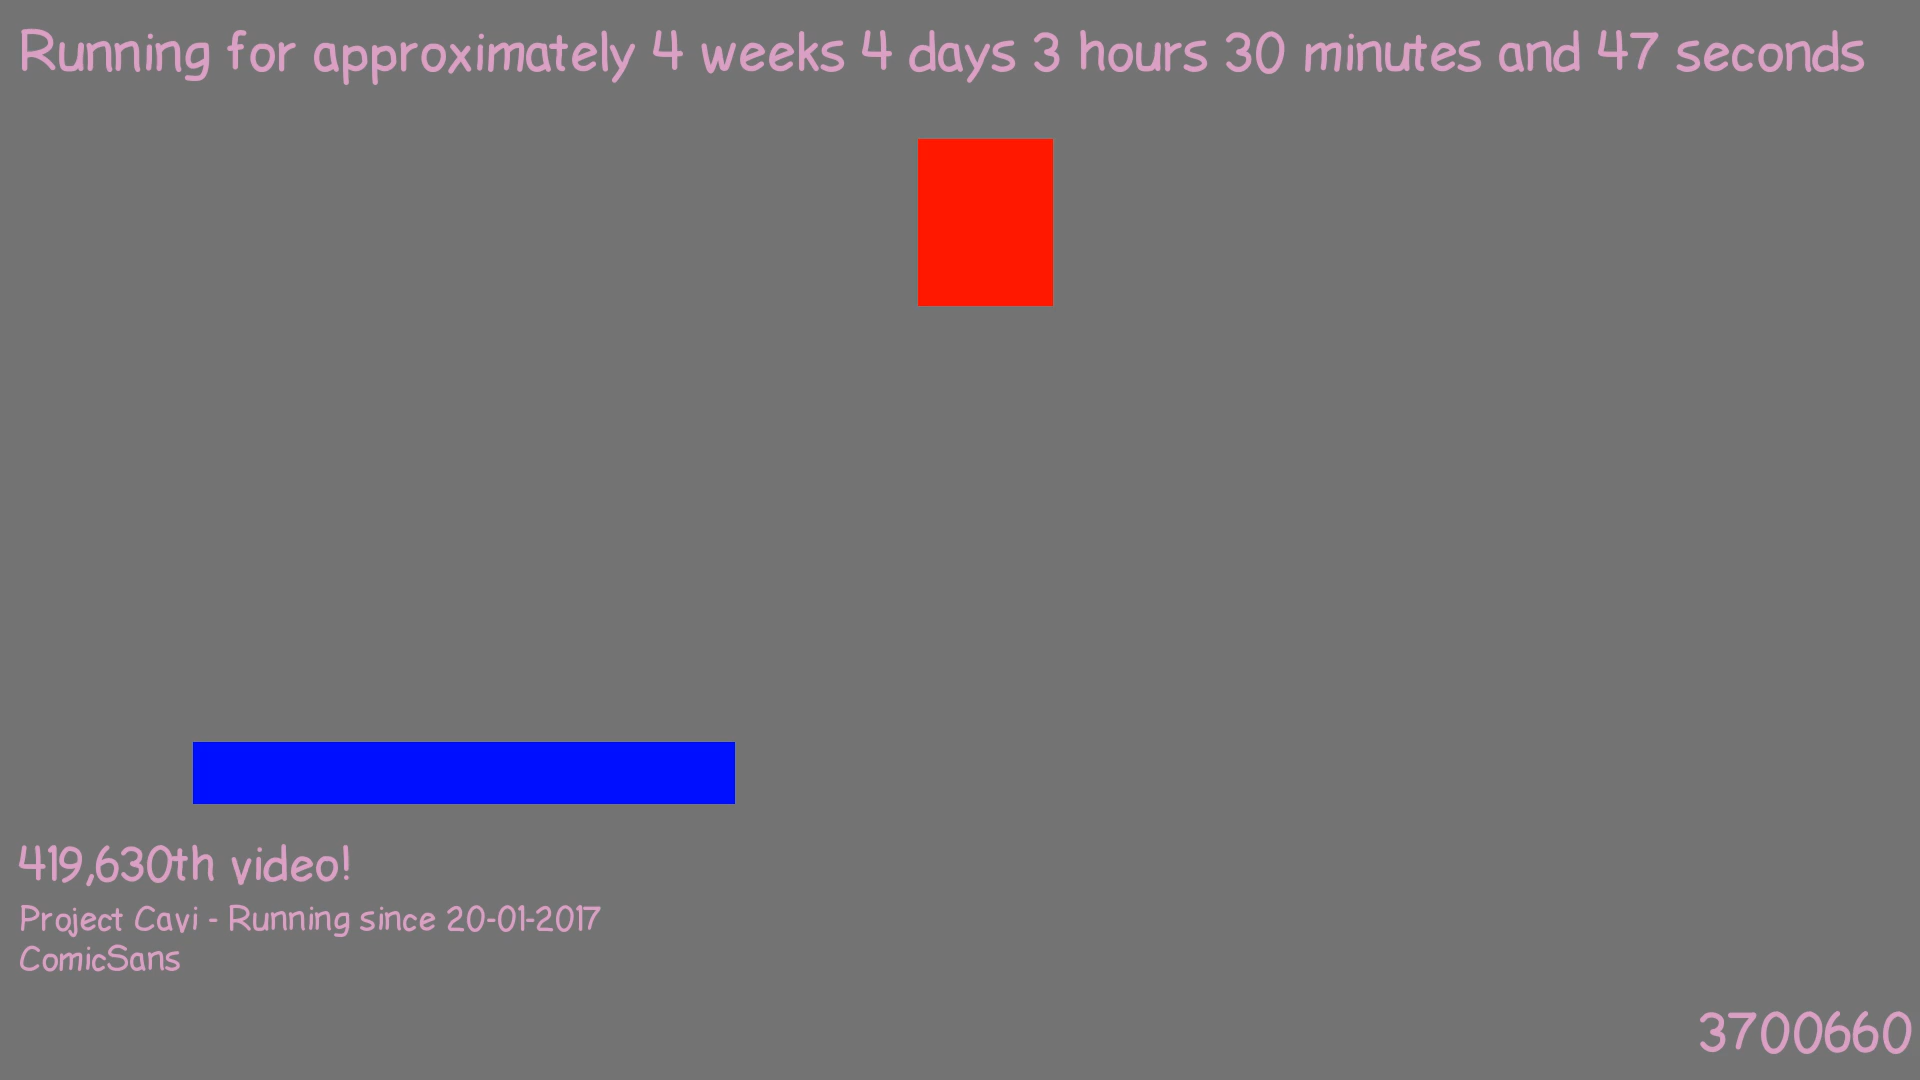 Running for approximately 4 weeks 4 days 3 hours 30 minutes and 47 seconds
419,630th video!
Project Cavi - Running since 20-01-2017
ComicSans
3700660